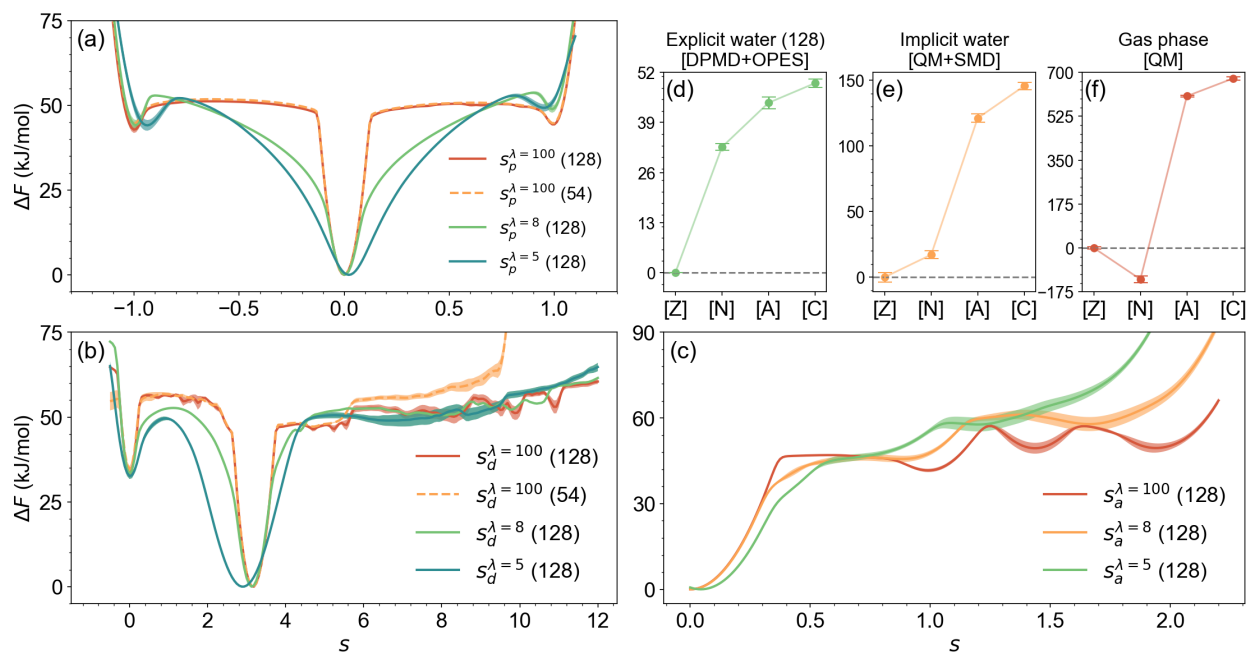 (a)
75
50
25
0
ΔF (kJ/mol)
−1.0 −0.5 0.0 0.5 1.0
s_p^{λ=100} (128)
s_p^{λ=100} (54)
s_p^{λ=8} (128)
s_p^{λ=5} (128)
Explicit water (128)
[DPMD+OPES]
(d)
52
39
26
13
0
[Z] [N] [A] [C]
Implicit water
[QM+SMD]
(e)
150
100
50
0
[Z] [N] [A] [C]
Gas phase
[QM]
(f)
700
525
350
175
0
−175
[Z] [N] [A] [C]
(b)
75
50
25
0
ΔF (kJ/mol)
0 2 4 6 8 10 12
s
s_d^{λ=100} (128)
s_d^{λ=100} (54)
s_d^{λ=8} (128)
s_d^{λ=5} (128)
(c)
90
60
30
0
0.0 0.5 1.0 1.5 2.0
s
s_a^{λ=100} (128)
s_a^{λ=8} (128)
s_a^{λ=5} (128)